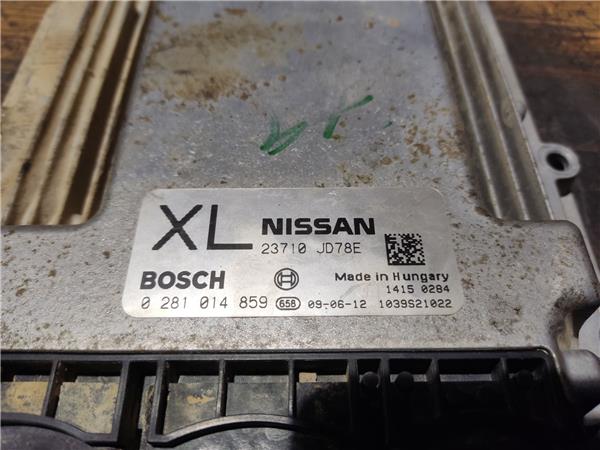 XL NISSAN
23710 JD78E
BOSCH Made in Hungary
1415 0284
0 281 014 859 658 09-06-12 1039S21022